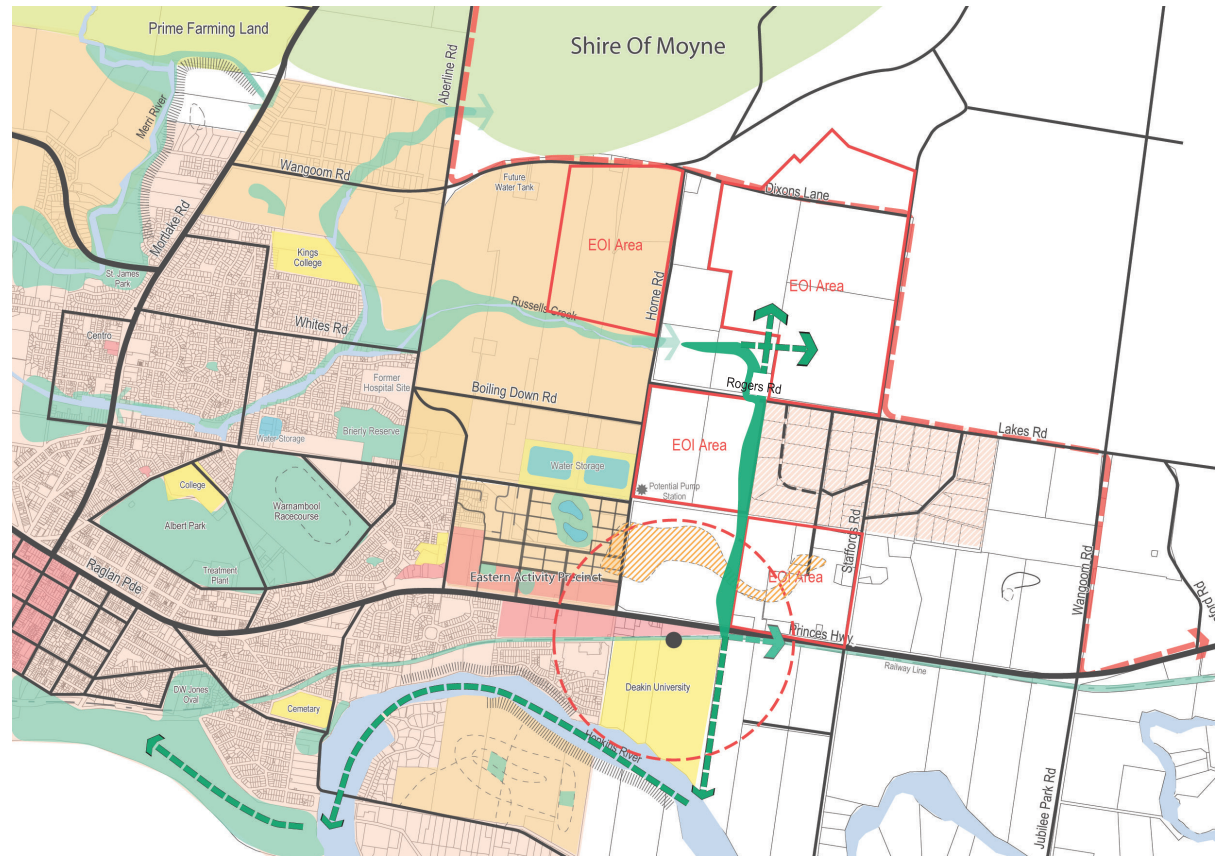 Prime Farming Land
Shire Of Moyne
Aberline Rd
Merri River
Mortlake Rd
Wangoom Rd
Future
Water Tank
Dixons Lane
EOI Area
Kings
College
St. James
Park
Horne Rd
EOI Area
Russells Creek
Whites Rd
Centro
Former
Hospital Site
Boiling Down Rd
Rogers Rd
Lakes Rd
Water Storage
Brierly Reserve
EOI Area
Water Storage
College
Potential Pump
Station
Warrnambool
Racecourse
Albert Park
Staffords Rd
Wangoom Rd
Treatment
Plant
Raglan Pde
Eastern Activity Precinct
EOI Area
Princes Hwy
Railway Line
Deakin University
DW Jones
Oval
Cemetary
Hopkins River
Jubilee Park Rd